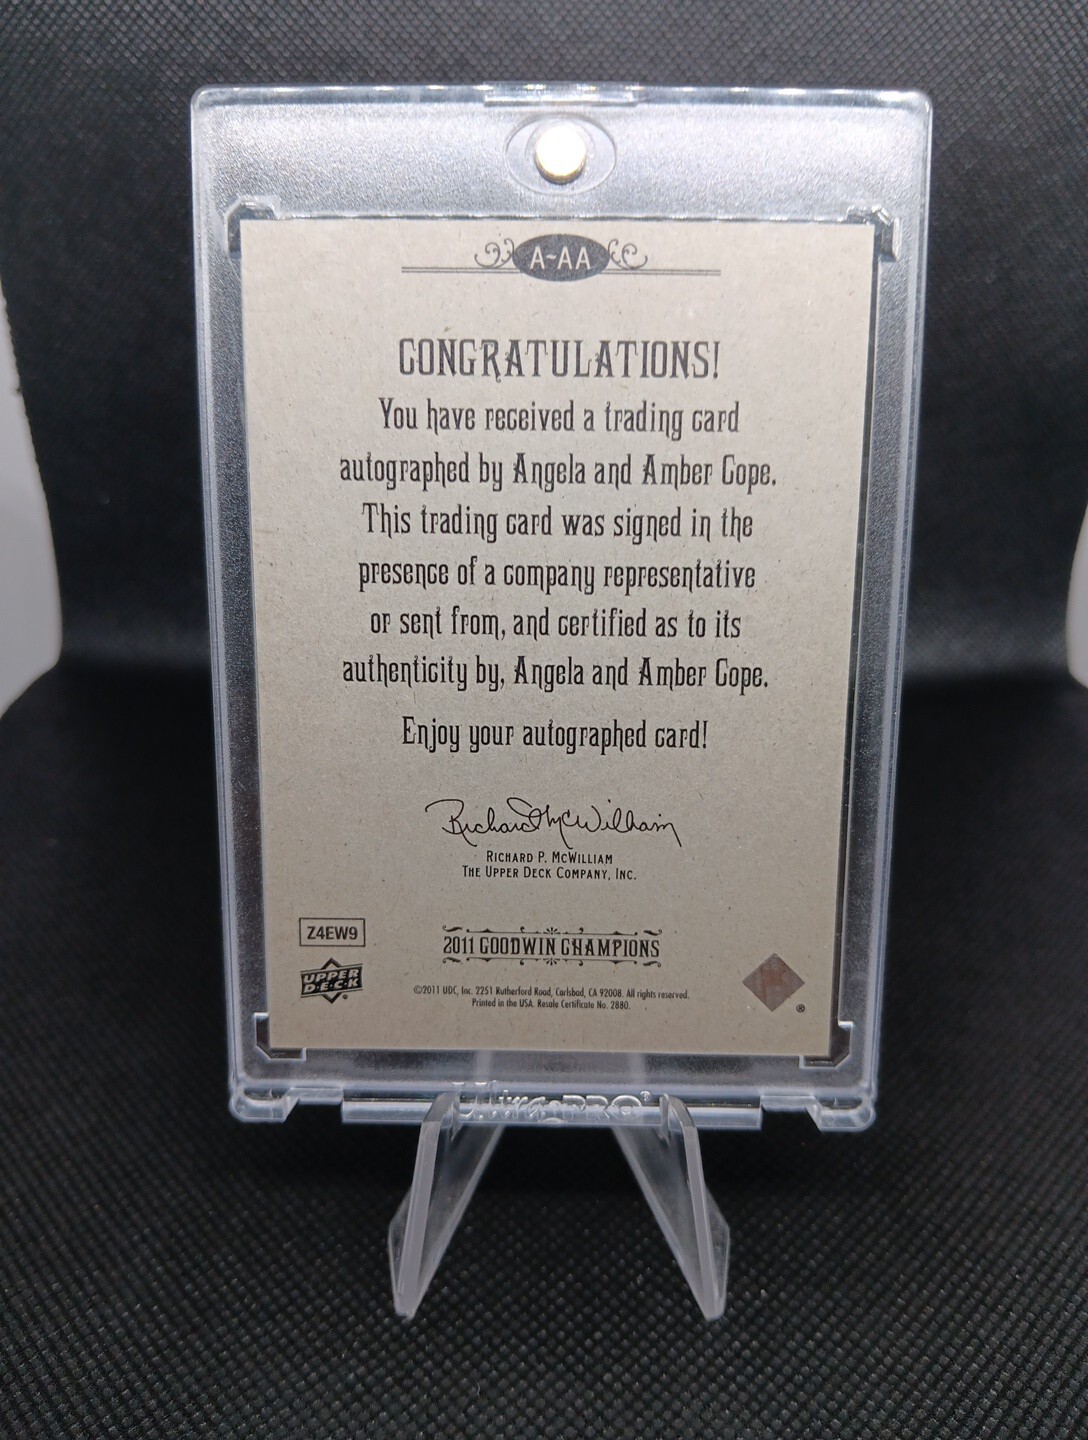 A~AA
CONGRATULATIONS!
You have received a trading card
autographed by Angela and Amber Cope.
This trading card was signed in the
presence of a company representative
or sent from, and certified as to its
authenticity by, Angela and Amber Cope.
Enjoy your autographed card!
Richard McWilliam
RICHARD P. MCWILLIAM
THE UPPER DECK COMPANY, INC.
Z4EW9
2011 GOODWIN CHAMPIONS
UPPER
D·E·C·K
®
©2011 UDC, Inc. 2251 Rutherford Road, Carlsbad, CA 92008. All rights reserved.
Printed in the USA. Resale Certificate No. 2880.
®
Ultra·PRO®